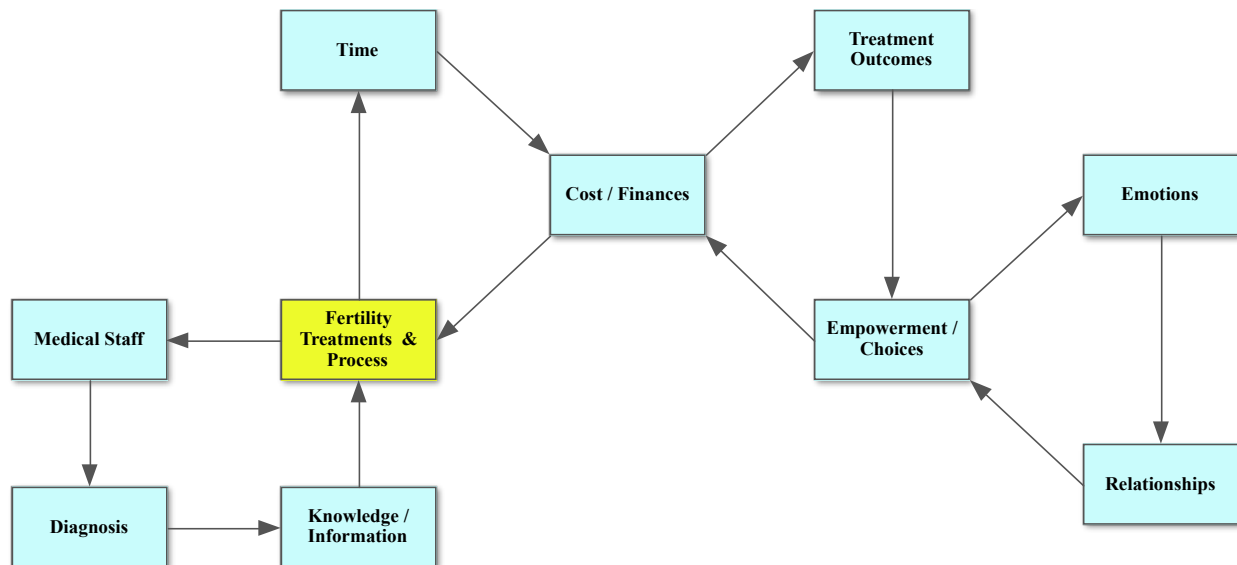 Time
Treatment
Outcomes
Cost / Finances
Emotions
Medical Staff
Fertility
Treatments &
Process
Empowerment /
Choices
Relationships
Diagnosis
Knowledge /
Information